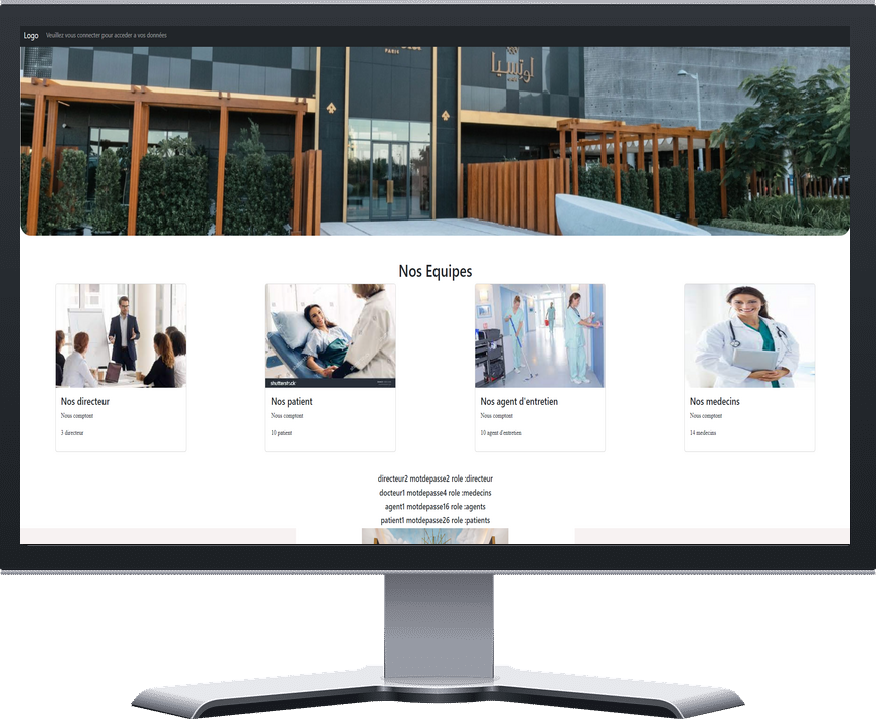 Logo Veuillez vous connecter pour acceder a vos données
PARIS
اوتسيا
Nos Equipes
shutterstock
Nos directeur
Nous comptont
3 directeur
Nos patient
Nous comptont
10 patient
Nos agent d'entretien
Nous comptont
10 agent d'entretien
Nos medecins
Nous comptont
14 medecins
directeur2 motdepasse2 role :directeur
docteur1 motdepasse4 role :medecins
agent1 motdepasse16 role :agents
patient1 motdepasse26 role :patients